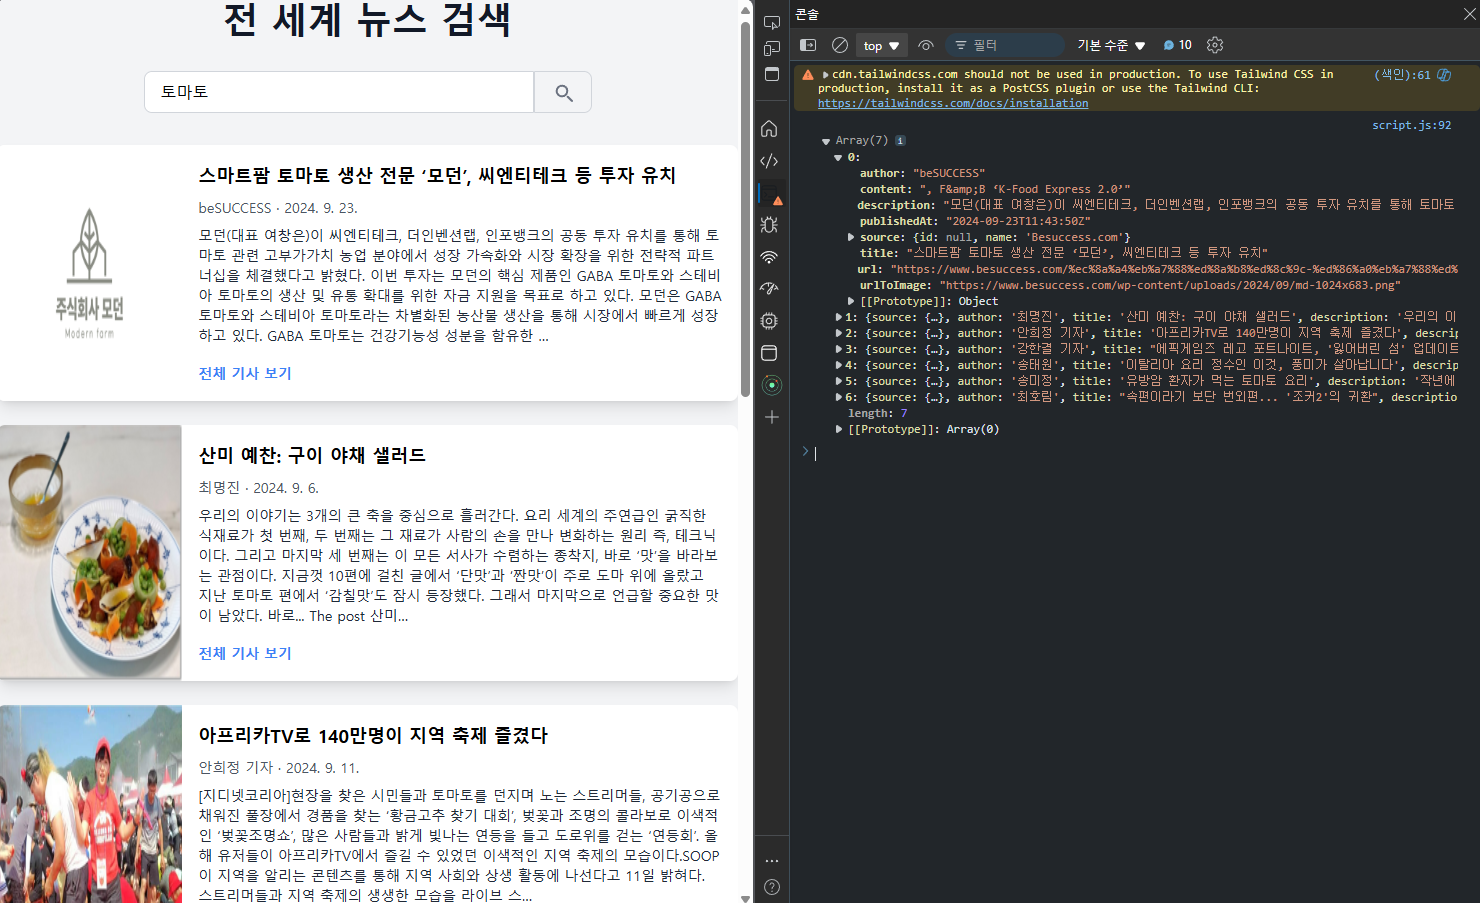 전 세계 뉴스 검색
토마토
주식회사 모던
Modern farm
스마트팜 토마토 생산 전문 ‘모던’, 씨엔티테크 등 투자 유치
beSUCCESS · 2024. 9. 23.
모던(대표 여창은)이 씨엔티테크, 더인벤션랩, 인포뱅크의 공동 투자 유치를 통해 토
마토 관련 고부가가치 농업 분야에서 성장 가속화와 시장 확장을 위한 전략적 파트
너십을 체결했다고 밝혔다. 이번 투자는 모던의 핵심 제품인 GABA 토마토와 스테비
아 토마토의 생산 및 유통 확대를 위한 자금 지원을 목표로 하고 있다. 모던은 GABA
토마토와 스테비아 토마토라는 차별화된 농산물 생산을 통해 시장에서 빠르게 성장
하고 있다. GABA 토마토는 건강기능성 성분을 함유한 ...
전체 기사 보기
산미 예찬: 구이 야채 샐러드
최명진 · 2024. 9. 6.
우리의 이야기는 3개의 큰 축을 중심으로 흘러간다. 요리 세계의 주연급인 굵직한
식재료가 첫 번째, 두 번째는 그 재료가 사람의 손을 만나 변화하는 원리 즉, 테크닉
이다. 그리고 마지막 세 번째는 이 모든 서사가 수렴하는 종착지, 바로 ‘맛’을 바라보
는 관점이다. 지금껏 10편에 걸친 글에서 ‘단맛’과 ‘짠맛’이 주로 도마 위에 올랐고
지난 토마토 편에서 ‘감칠맛’도 잠시 등장했다. 그래서 마지막으로 언급할 중요한 맛
이 남았다. 바로... The post 산미...
전체 기사 보기
아프리카TV로 140만명이 지역 축제 즐겼다
안희정 기자 · 2024. 9. 11.
[지디넷코리아]현장을 찾은 시민들과 토마토를 던지며 노는 스트리머들, 공기공으로
채워진 풀장에서 경품을 찾는 ‘황금고추 찾기 대회’, 벚꽃과 조명의 콜라보로 이색적
인 ‘벚꽃조명쇼’, 많은 사람들과 밝게 빛나는 연등을 들고 도로위를 걷는 ‘연등회’. 올
해 유저들이 아프리카TV에서 즐길 수 있었던 이색적인 지역 축제의 모습이다.SOOP
이 지역을 알리는 콘텐츠를 통해 지역 사회와 상생 활동에 나선다고 11일 밝혀다.
스트리머들과 지역 축제의 생생한 모습을 라이브 스...
콘솔
top
필터
기본 수준
10
cdn.tailwindcss.com should not be used in production. To use Tailwind CSS in
(색인):61
production, install it as a PostCSS plugin or use the Tailwind CLI:
https://tailwindcss.com/docs/installation
script.js:92
Array(7)
0:
author: "beSUCCESS"
content: ", F&amp;B ‘K-Food Express 2.0’"
description: "모던(대표 여창은)이 씨엔티테크, 더인벤션랩, 인포뱅크의 공동 투자 유치를 통해 토마토
publishedAt: "2024-09-23T11:43:50Z"
source: {id: null, name: 'Besuccess.com'}
title: "스마트팜 토마토 생산 전문 ‘모던’, 씨엔티테크 등 투자 유치"
url: "https://www.besuccess.com/%ec%8a%a4%eb%a7%88%ed%8a%b8%ed%8c%9c-%ed%86%a0%eb%a7%88%ed%
urlToImage: "https://www.besuccess.com/wp-content/uploads/2024/09/md-1024x683.png"
[[Prototype]]: Object
1: {source: {…}, author: '최명진', title: '산미 예찬: 구이 야채 샐러드', description: '우리의 이
2: {source: {…}, author: '안희정 기자', title: '아프리카TV로 140만명이 지역 축제 즐겼다', descrip
3: {source: {…}, author: '강한결 기자', title: "에픽게임즈 레고 포트나이트, '잃어버린 섬' 업데이트
4: {source: {…}, author: '송태원', title: '이탈리아 요리 정수인 이것, 풍미가 살아납니다', descrip
5: {source: {…}, author: '송미정', title: '유방암 환자가 먹는 토마토 요리', description: '작년에
6: {source: {…}, author: '최호림', title: "속편이라기 보단 번외편... '조커2'의 귀환", descriptio
length: 7
[[Prototype]]: Array(0)